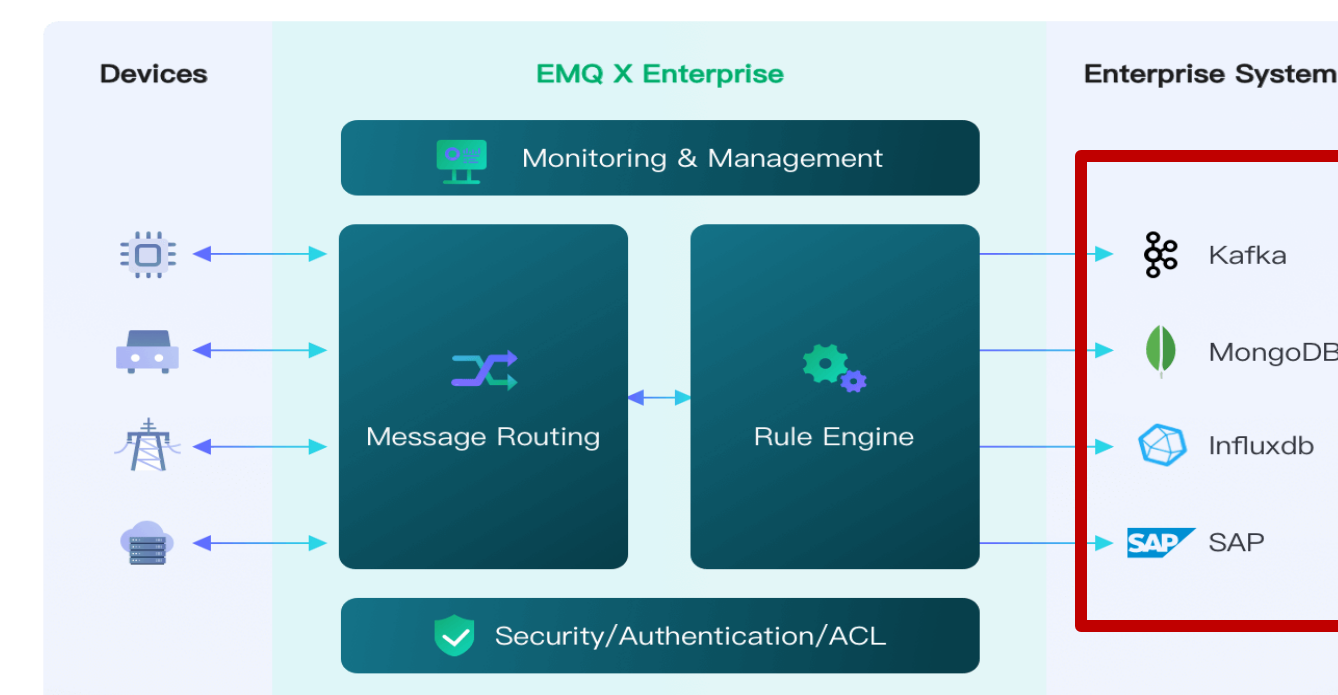 Devices
EMQ X Enterprise
Enterprise System
Monitoring & Management
Message Routing
Rule Engine
Kafka
MongoDB
Influxdb
SAP SAP
Security/Authentication/ACL